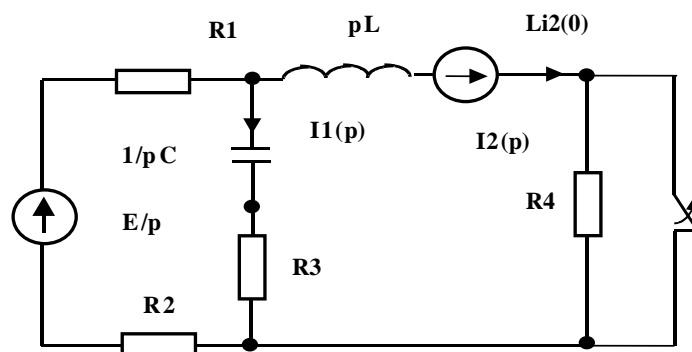 R1
pL
Li2(0)
I1(p)
1/pC
I2(p)
R4
E/p
R3
R2